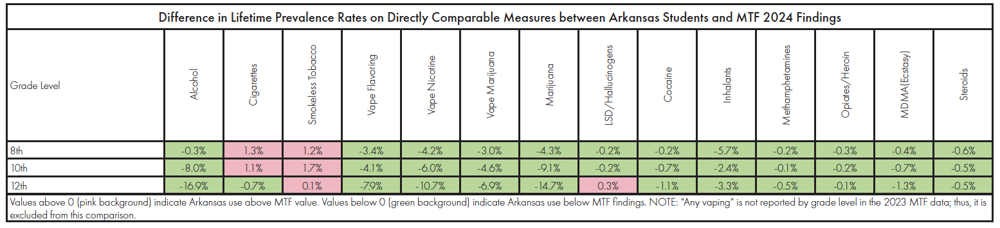 Difference in Lifetime Prevalence Rates on Directly Comparable Measures between Arkansas Students and MTF 2024 Findings
Grade Level Alcohol Cigarettes Smokeless Tobacco Vape Flavoring Vape Nicotine Vape Marijuana Marijuana LSD/Hallucinogens Cocaine Inhalants Methamphetamines Opiates/Heroin MDMA(Ecstasy) Steroids
8th -0.3% 1.3% 1.2% -3.4% -4.2% -3.0% -4.3% -0.2% -0.2% -5.7% -0.2% -0.3% -0.4% -0.6%
10th -8.0% 1.1% 1.7% -4.1% -6.0% -4.6% -9.1% -0.2% -0.7% -2.4% -0.1% -0.2% -0.7% -0.5%
12th -16.9% -0.7% 0.1% -7.9% -10.7% -6.9% -14.7% 0.3% -1.1% -3.3% -0.5% -0.1% -1.3% -0.5%
Values above 0 (pink background) indicate Arkansas use above MTF value. Values below 0 (green background) indicate Arkansas use below MTF findings. NOTE: “Any vaping” is not reported by grade level in the 2023 MTF data; thus, it is
excluded from this comparison.